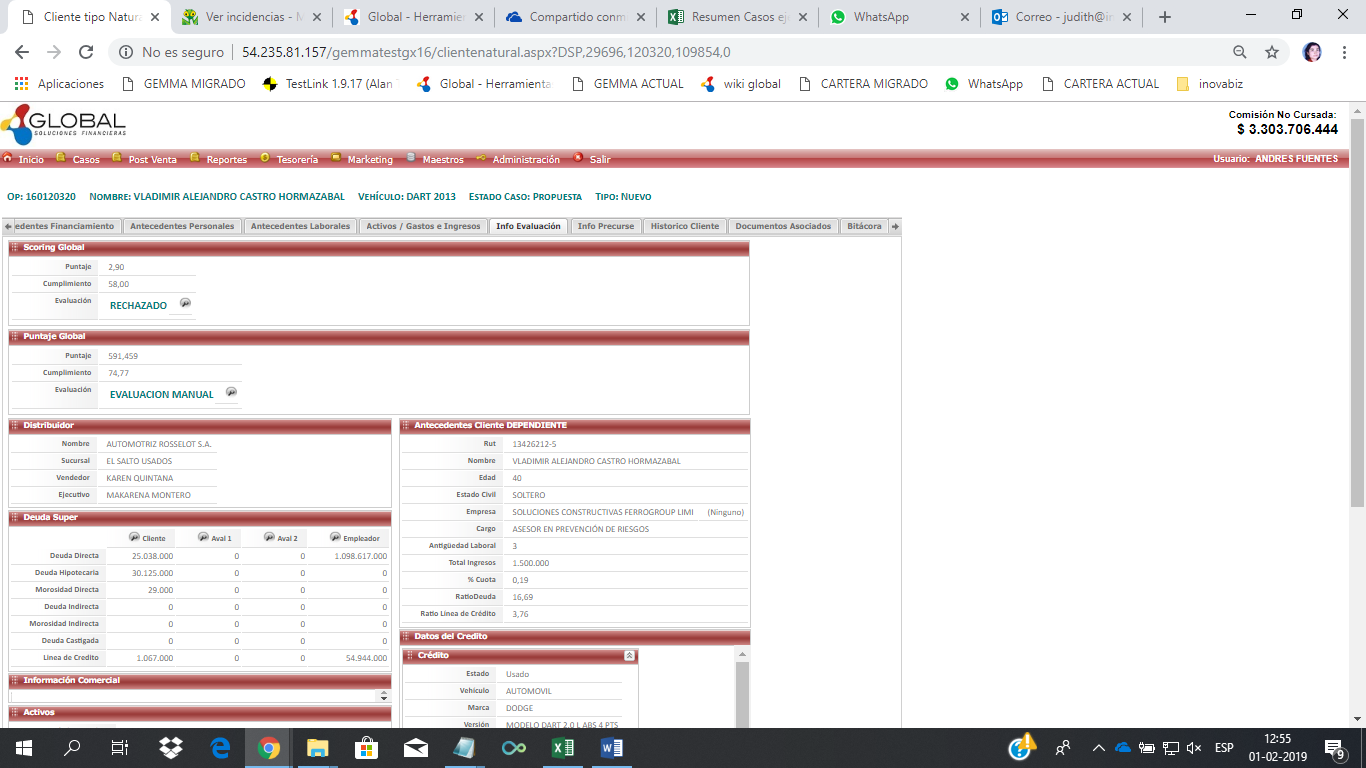 Cliente tipo Natura
Ver incidencias - M
Global - Herramien
Compartido conm
Resumen Casos eje
WhatsApp
Correo - judith@in
No es seguro | 54.235.81.157/gemmatestgx16/clientenatural.aspx?DSP,29696,120320,109854,0
Aplicaciones GEMMA MIGRADO TestLink 1.9.17 (Alan Global - Herramienta GEMMA ACTUAL wiki global CARTERA MIGRADO WhatsApp CARTERA ACTUAL inovabiz
GLOBAL
SOLUCIONES FINANCIERAS
Comisión No Cursada:
$ 3.303.706.444
Inicio Casos Post Venta Reportes Tesorería Marketing Maestros Administración Salir
Usuario: ANDRES FUENTES
OP: 160120320 NOMBRE: VLADIMIR ALEJANDRO CASTRO HORMAZABAL VEHÍCULO: DART 2013 ESTADO CASO: PROPUESTA TIPO: NUEVO
edentes Financiamiento Antecedentes Personales Antecedentes Laborales Activos / Gastos e Ingresos Info Evaluación Info Precurse Historico Cliente Documentos Asociados Bitácora
Scoring Global
Puntaje 2,90
Cumplimiento 58,00
Evaluación RECHAZADO
Puntaje Global
Puntaje 591,459
Cumplimiento 74,77
Evaluación EVALUACION MANUAL
Distribuidor
Nombre AUTOMOTRIZ ROSSELOT S.A.
Sucursal EL SALTO USADOS
Vendedor KAREN QUINTANA
Ejecutivo MAKARENA MONTERO
Deuda Super
Cliente Aval 1 Aval 2 Empleador
Deuda Directa 25.038.000 0 0 1.098.617.000
Deuda Hipotecaria 30.125.000 0 0 0
Morosidad Directa 29.000 0 0 0
Deuda Indirecta 0 0 0 0
Morosidad Indirecta 0 0 0 0
Deuda Castigada 0 0 0 0
Linea de Credito 1.067.000 0 0 54.944.000
Información Comercial
Activos
Antecedentes Cliente DEPENDIENTE
Rut 13426212-5
Nombre VLADIMIR ALEJANDRO CASTRO HORMAZABAL
Edad 40
Estado Civil SOLTERO
Empresa SOLUCIONES CONSTRUCTIVAS FERROGROUP LIMI (Ninguno)
Cargo ASESOR EN PREVENCIÓN DE RIESGOS
Antigüedad Laboral 3
Total Ingresos 1.500.000
% Cuota 0,19
RatioDeuda 16,69
Ratio Línea de Crédito 3,76
Datos del Credito
Crédito
Estado Usado
Vehículo AUTOMOVIL
Marca DODGE
Versión MODELO DART 2.0 L ABS 4 PTS
ESP
12:55
01-02-2019
9